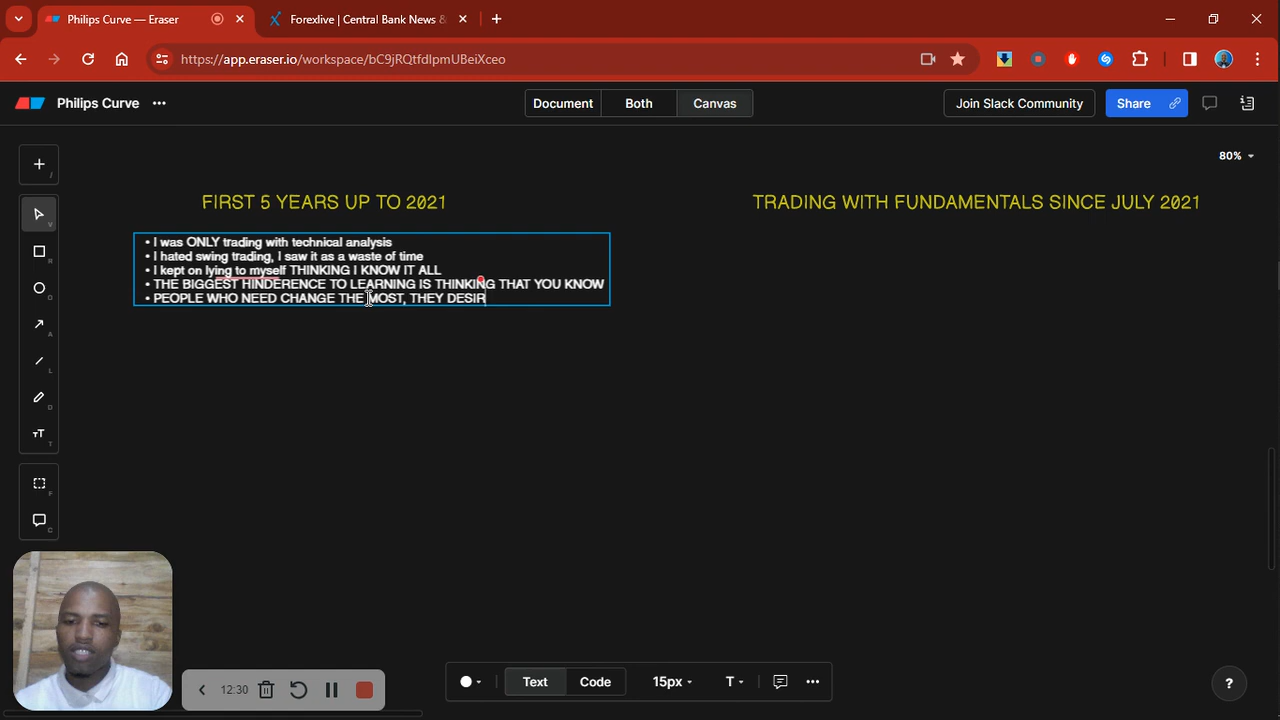 Philips Curve — Eraser
Forexlive | Central Bank News &
https://app.eraser.io/workspace/bC9jRQtfdlpmUBeiXceo
Philips Curve
Document
Both
Canvas
Join Slack Community
Share
80%
FIRST 5 YEARS UP TO 2021
TRADING WITH FUNDAMENTALS SINCE JULY 2021
• I was ONLY trading with technical analysis
• I hated swing trading, I saw it as a waste of time
• I kept on lying to myself THINKING I KNOW IT ALL
• THE BIGGEST HINDERENCE TO LEARNING IS THINKING THAT YOU KNOW
• PEOPLE WHO NEED CHANGE THE MOST, THEY DESIR
12:30
Text
Code
15px
T
?